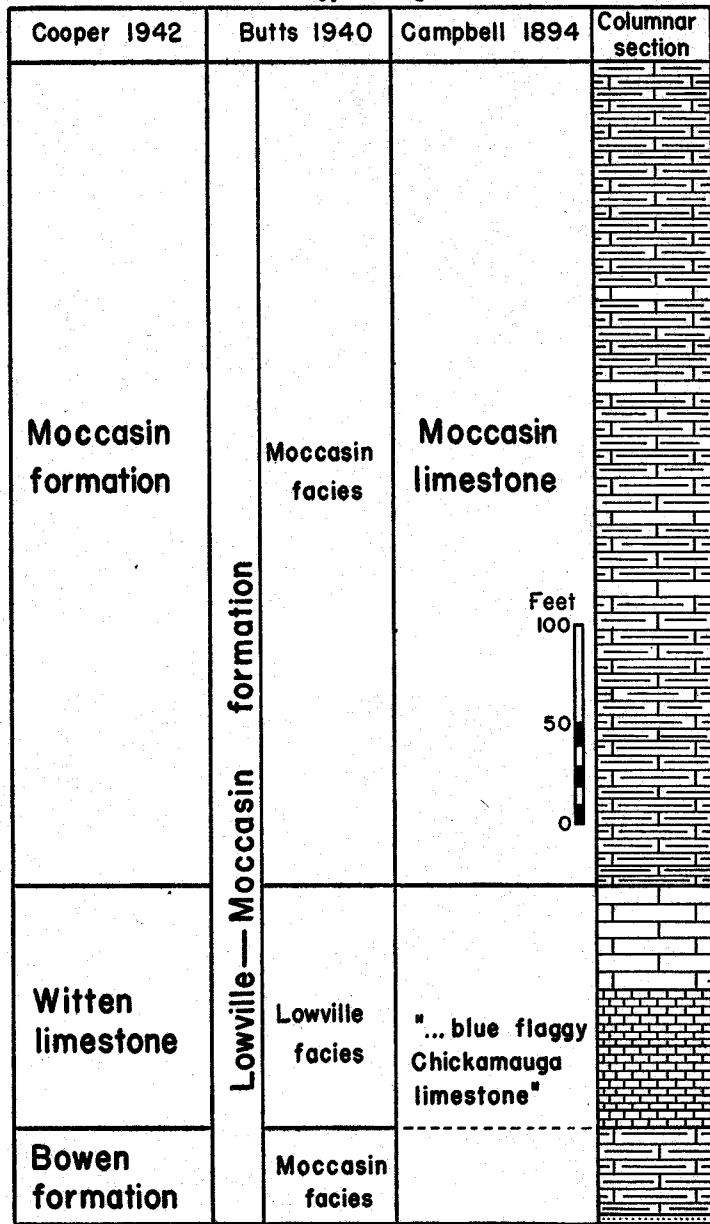 Cooper 1942
Butts 1940
Campbell 1894
Columnar
section
Moccasin
formation
Lowville—Moccasin formation
Moccasin
facies
Moccasin
limestone
Feet
100
50
0
Witten
limestone
Lowville
facies
"... blue flaggy
Chickamauga
limestone"
Bowen
formation
Moccasin
facies